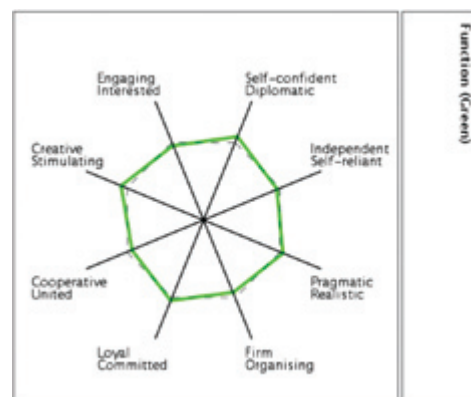 Engaging
Interested
Self-confident
Diplomatic
Creative
Stimulating
Independent
Self-reliant
Cooperative
United
Pragmatic
Realistic
Loyal
Committed
Firm
Organising
Function (Green)